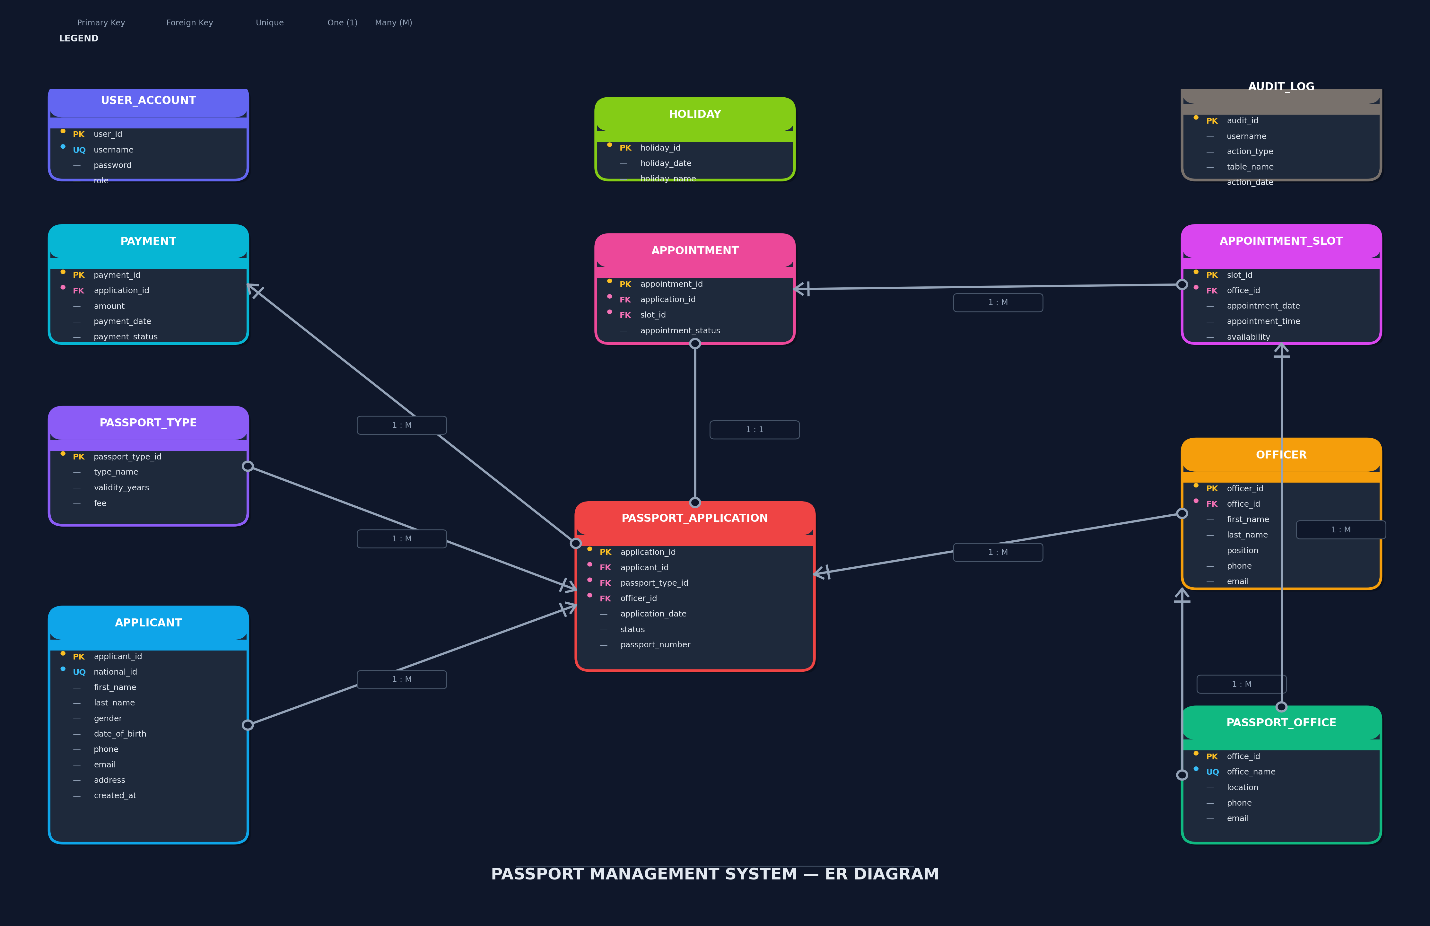 Primary Key Foreign Key Unique One (1) Many (M)
LEGEND
USER_ACCOUNT
PK user_id
UQ username
— password
role
HOLIDAY
PK holiday_id
— holiday_date
holiday_name
AUDIT_LOG
PK audit_id
— username
— action_type
— table_name
action_date
PAYMENT
PK payment_id
FK application_id
— amount
— payment_date
— payment_status
APPOINTMENT
PK appointment_id
FK application_id
FK slot_id
— appointment_status
APPOINTMENT_SLOT
PK slot_id
FK office_id
— appointment_date
— appointment_time
— availability
1 : M
1 : M
1 : 1
PASSPORT_TYPE
PK passport_type_id
— type_name
— validity_years
— fee
1 : M
PASSPORT_APPLICATION
PK application_id
FK applicant_id
FK passport_type_id
FK officer_id
— application_date
status
— passport_number
1 : M
OFFICER
PK officer_id
FK office_id
— first_name
— last_name
position
— phone
— email
1 : M
APPLICANT
PK applicant_id
UQ national_id
— first_name
— last_name
— gender
— date_of_birth
— phone
— email
— address
— created_at
1 : M
1 : M
PASSPORT_OFFICE
PK office_id
UQ office_name
— location
— phone
— email
PASSPORT MANAGEMENT SYSTEM — ER DIAGRAM